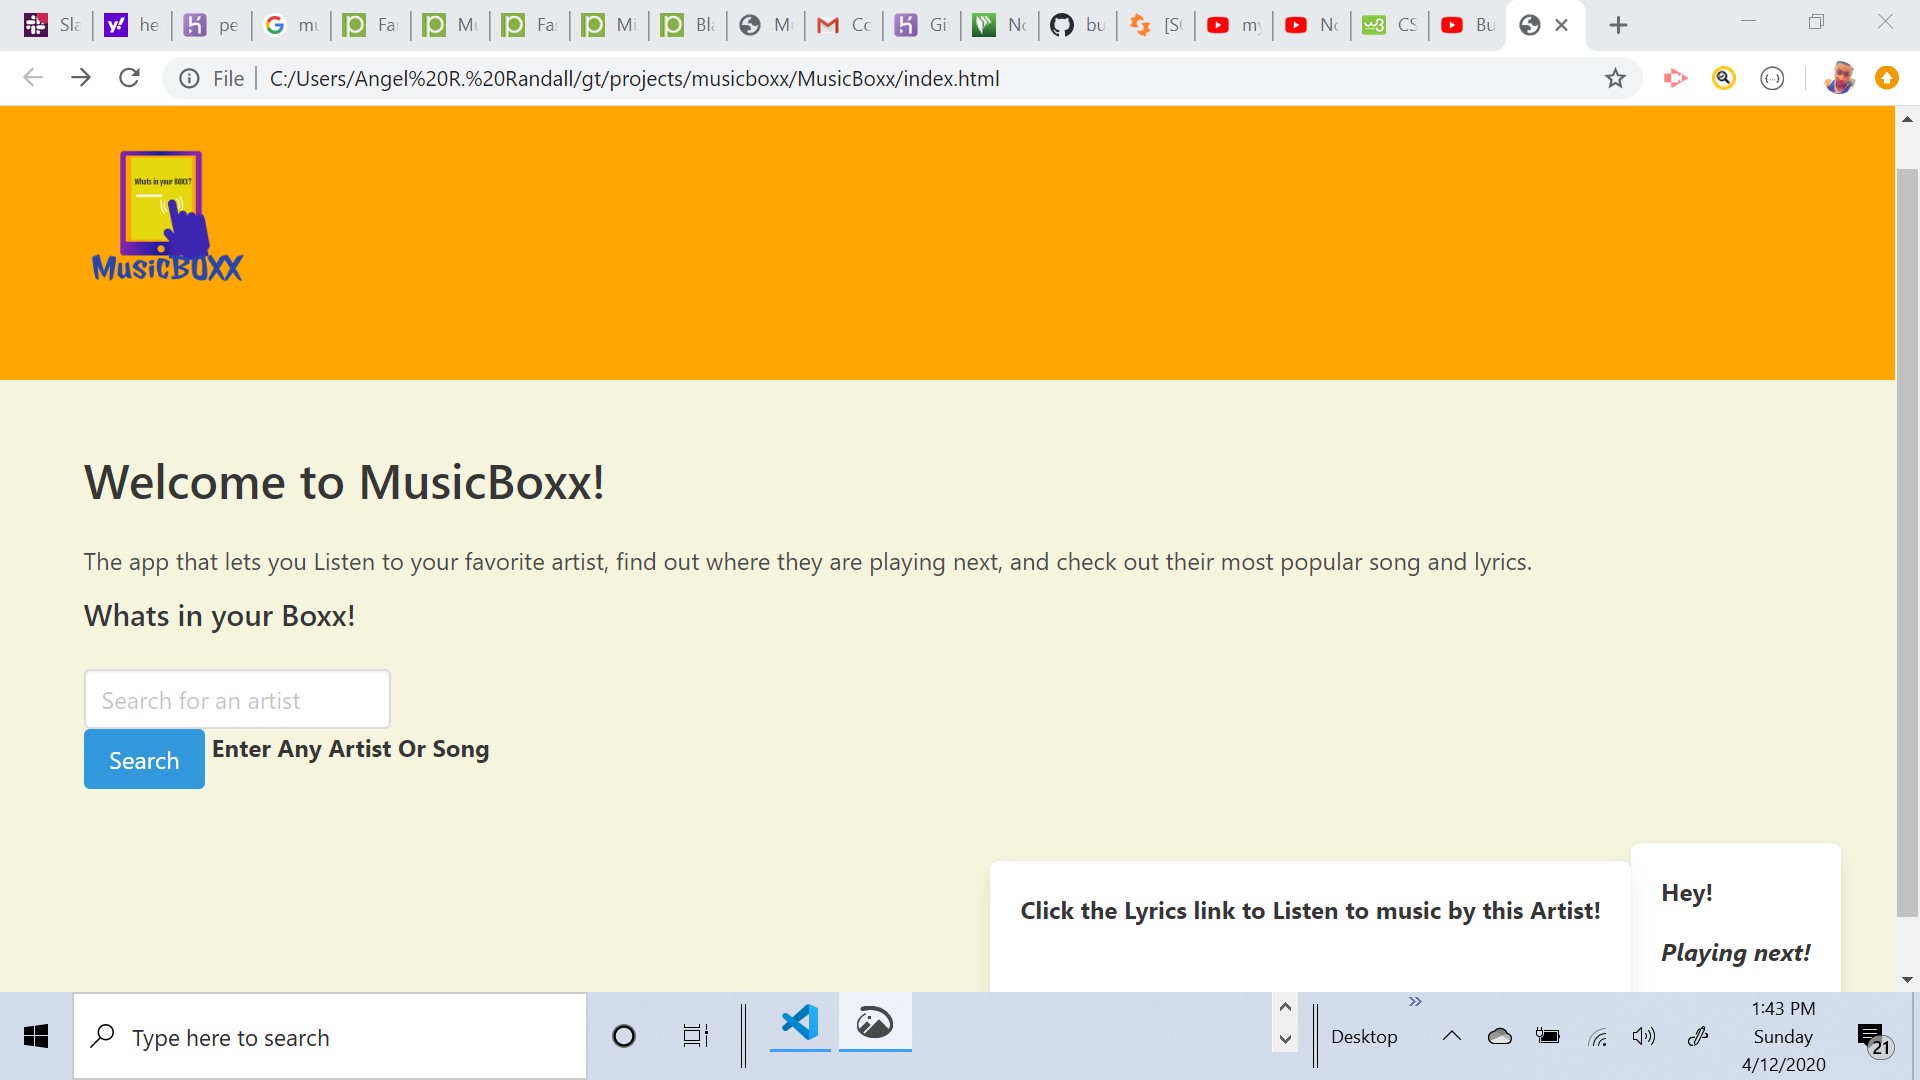 Sla
he
pe
mu
Far
Mu
Fas
Mi
Bla
Mu
Co
Git
No
bu
[SO
my
No
CS
Bu
File
C:/Users/Angel%20R.%20Randall/gt/projects/musicboxx/MusicBoxx/index.html
Whats in your BOXX?
MusicBOXX
Welcome to MusicBoxx!
The app that lets you Listen to your favorite artist, find out where they are playing next, and check out their most popular song and lyrics.
Whats in your Boxx!
Search for an artist
Search
Enter Any Artist Or Song
Click the Lyrics link to Listen to music by this Artist!
Hey!
Playing next!
Type here to search
Desktop
1:43 PM
Sunday
4/12/2020
21